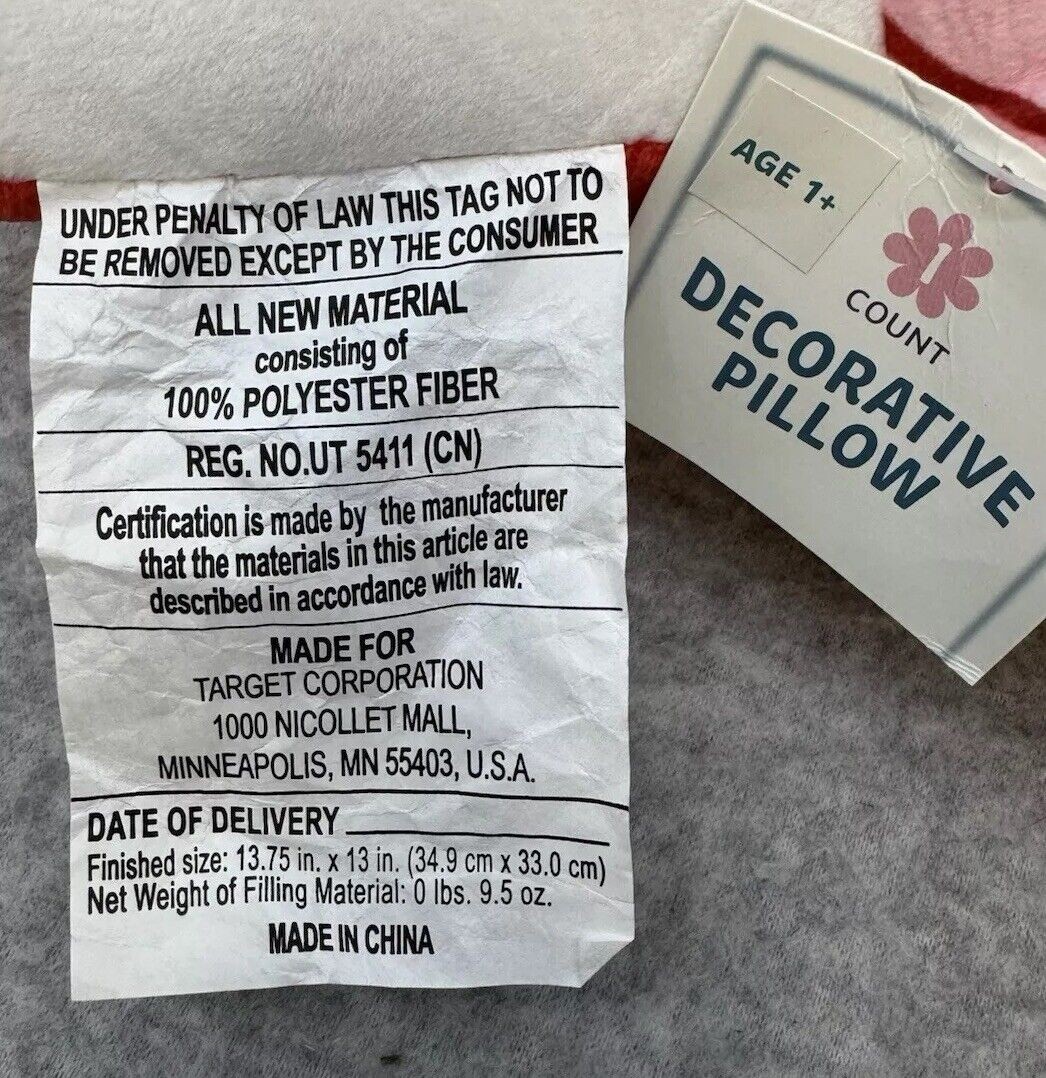 UNDER PENALTY OF LAW THIS TAG NOT TO
BE REMOVED EXCEPT BY THE CONSUMER
ALL NEW MATERIAL
consisting of
100% POLYESTER FIBER
REG. NO.UT 5411 (CN)
Certification is made by the manufacturer
that the materials in this article are
described in accordance with law.
MADE FOR
TARGET CORPORATION
1000 NICOLLET MALL,
MINNEAPOLIS, MN 55403, U.S.A.
DATE OF DELIVERY
Finished size: 13.75 in. x 13 in. (34.9 cm x 33.0 cm)
Net Weight of Filling Material: 0 lbs. 9.5 oz.
MADE IN CHINA
AGE 1+
1
COUNT
DECORATIVE
PILLOW